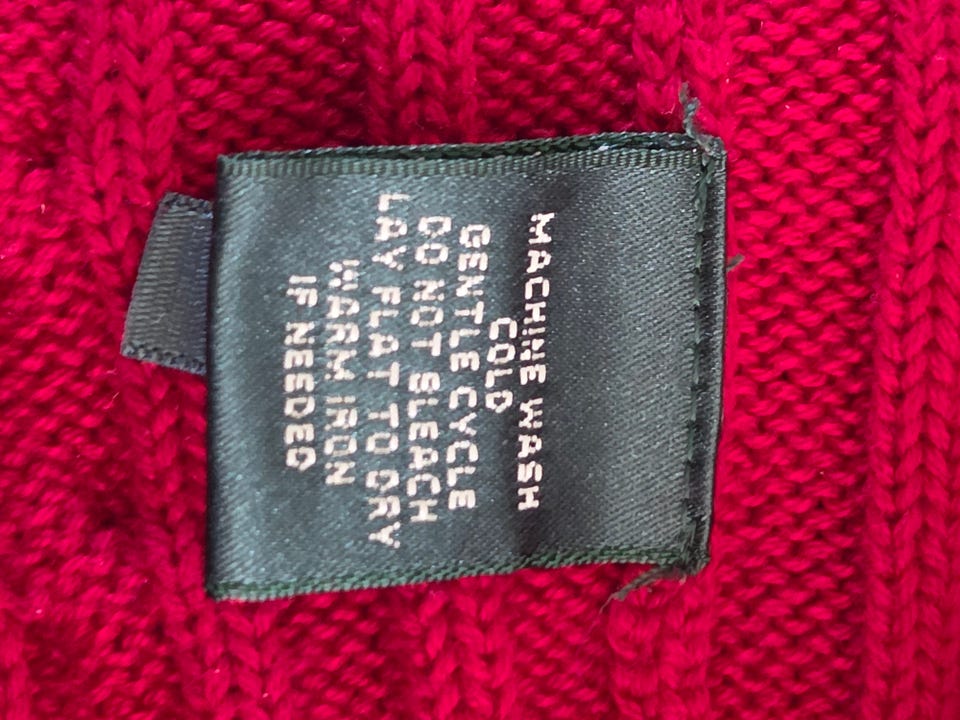 MACHINE WASH
COLD
GENTLE CYCLE
DO NOT BLEACH
LAY FLAT TO DRY
WARM IRON
IF NEEDED